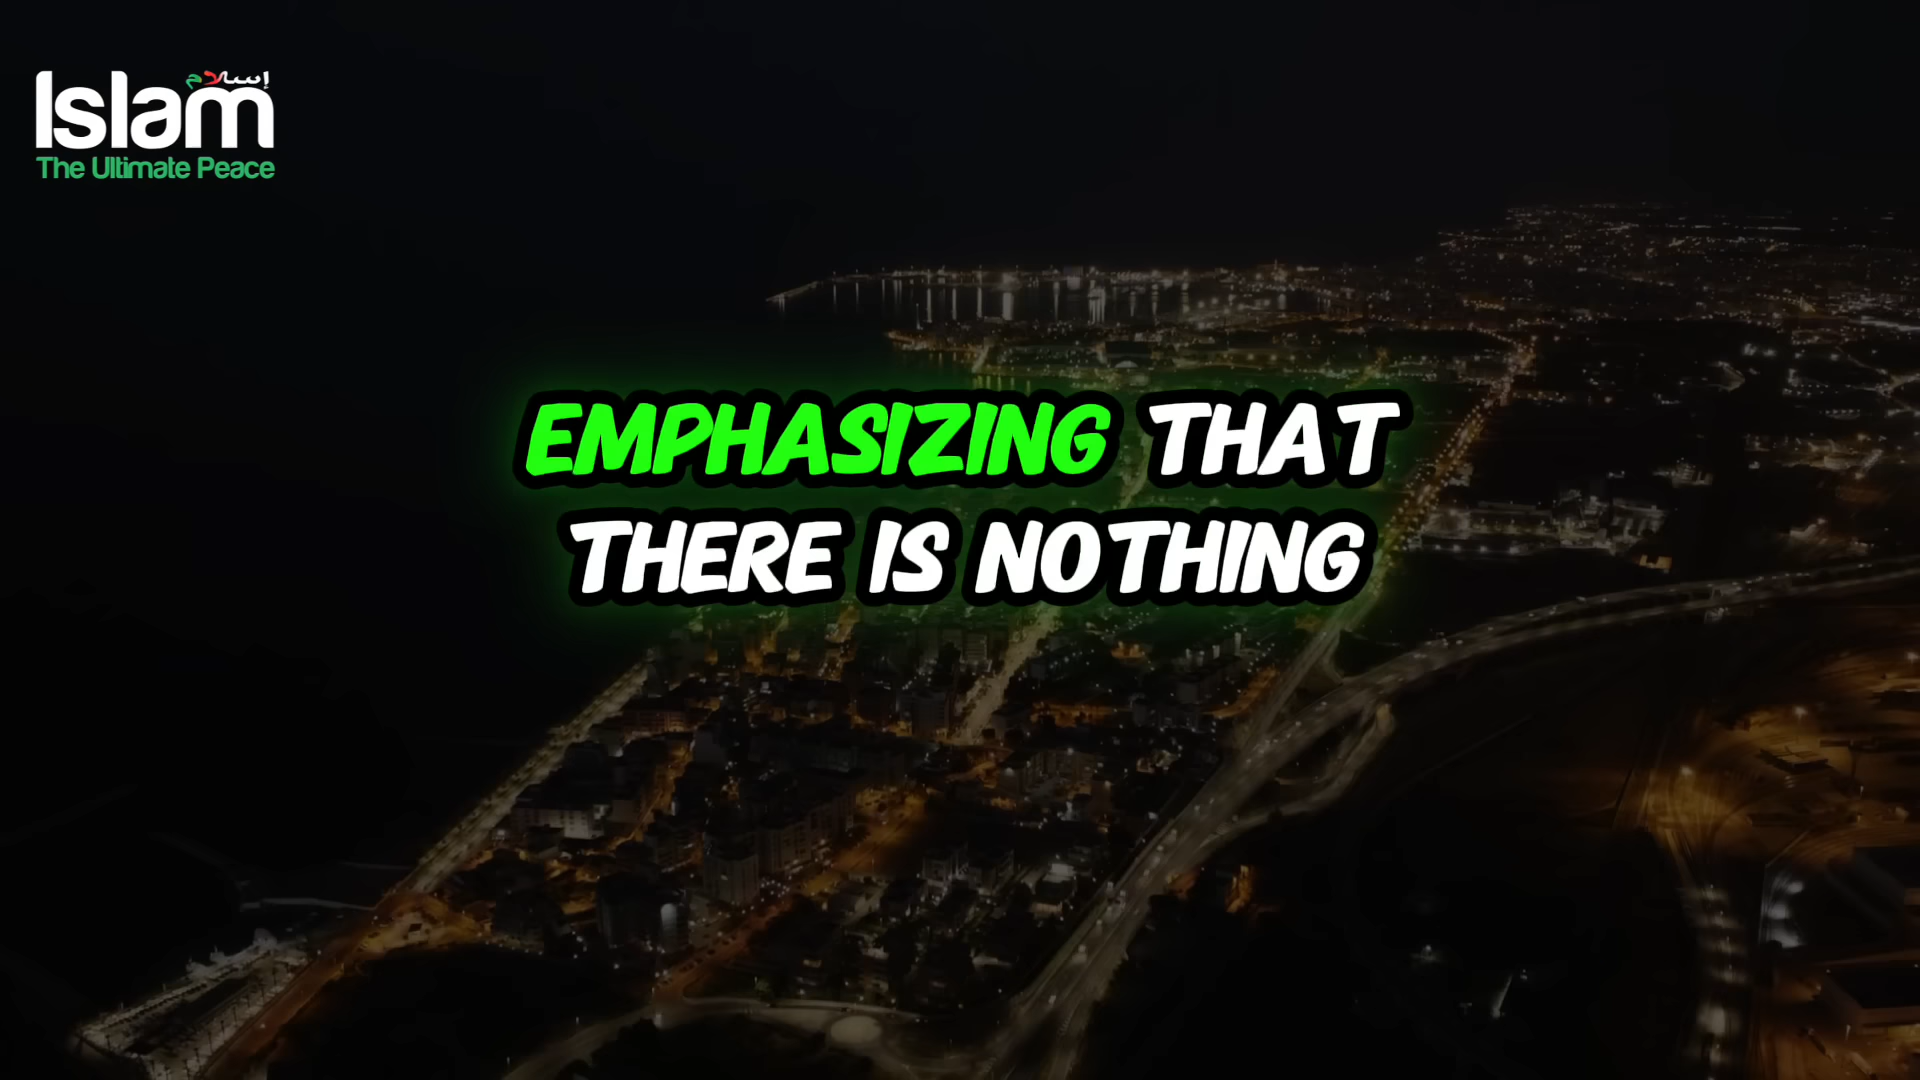 إسلام
Islam
The Ultimate Peace
EMPHASIZING THAT
THERE IS NOTHING